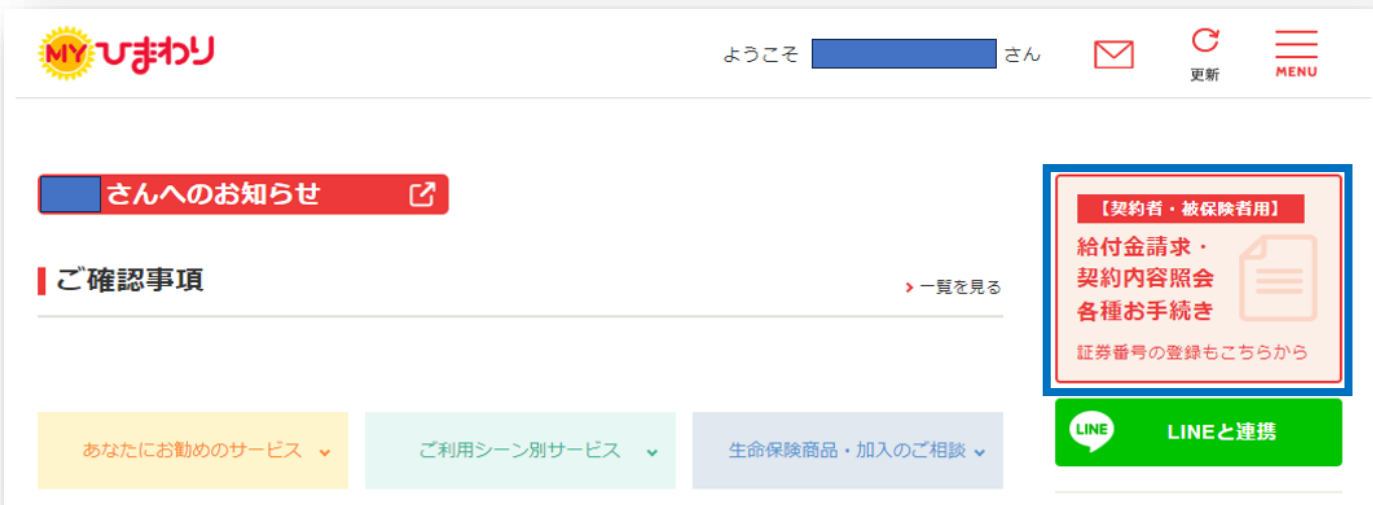 MYひまわり
ようこそ さん
更新
MENU
さんへのお知らせ
ご確認事項
一覧を見る
【契約者・被保険者用】
給付金請求・
契約内容照会
各種お手続き
証券番号の登録もこちらから
あなたにお勧めのサービス
ご利用シーン別サービス
生命保険商品・加入のご相談
LINE
LINEと連携